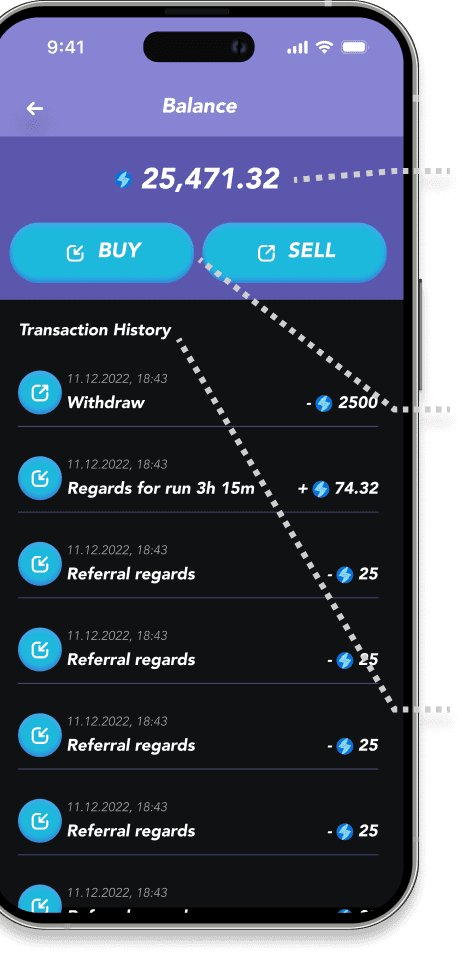 9:41
Balance
25,471.32
BUY SELL
Transaction History
11.12.2022, 18:43
Withdraw - 2500
11.12.2022, 18:43
Regards for run 3h 15m + 74.32
11.12.2022, 18:43
Referral regards - 25
11.12.2022, 18:43
Referral regards - 25
11.12.2022, 18:43
Referral regards - 25
11.12.2022, 18:43
Referral regards - 25
11.12.2022, 18:43